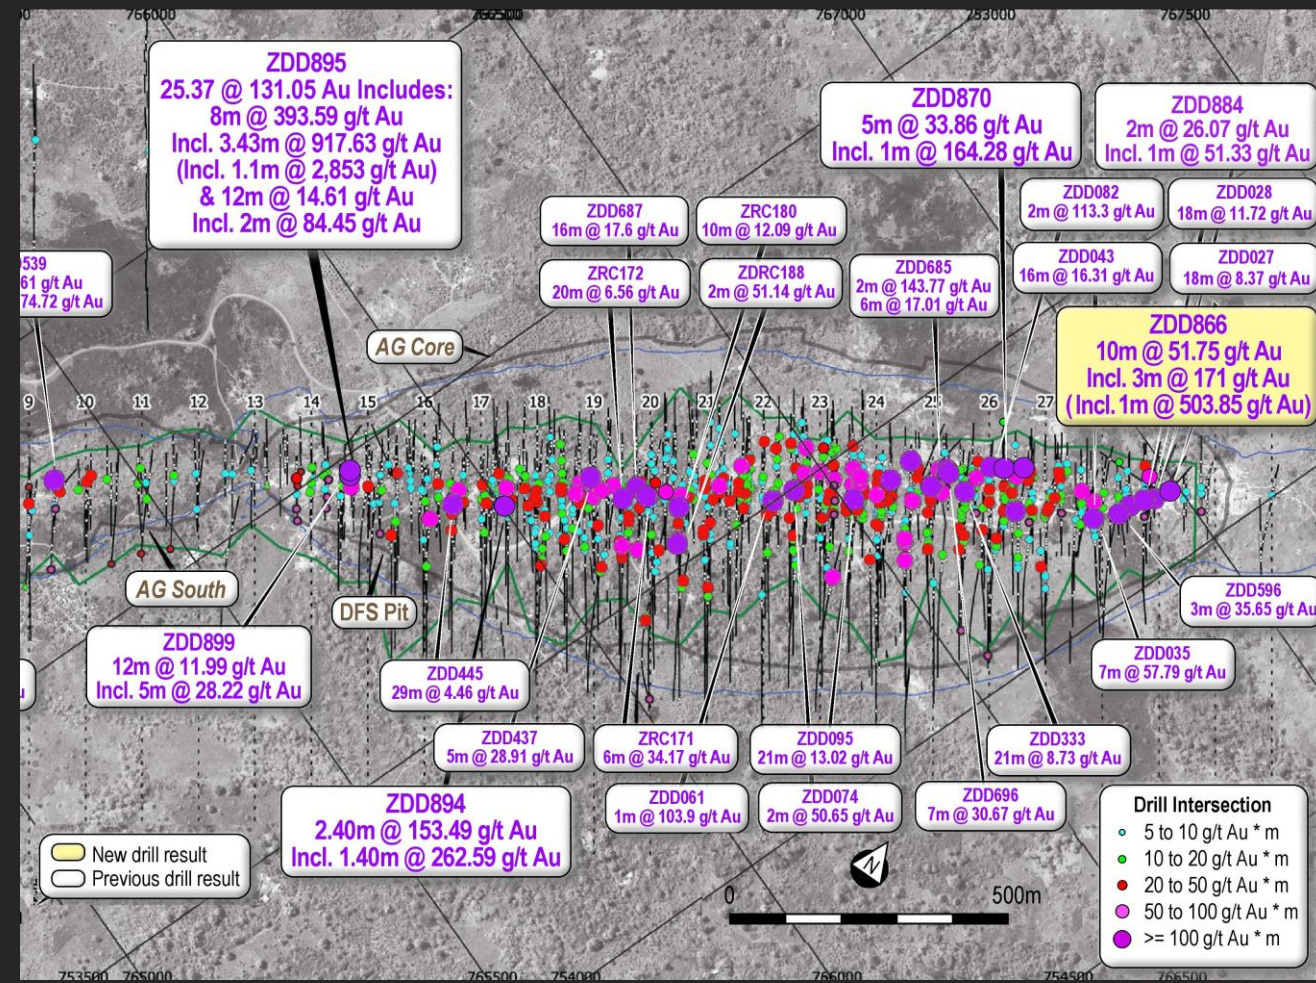 766000
767000
753000
767500
ZDD895
25.37 @ 131.05 Au Includes:
8m @ 393.59 g/t Au
Incl. 3.43m @ 917.63 g/t Au
(Incl. 1.1m @ 2,853 g/t Au)
& 12m @ 14.61 g/t Au
Incl. 2m @ 84.45 g/t Au
ZDD870
5m @ 33.86 g/t Au
Incl. 1m @ 164.28 g/t Au
ZDD884
2m @ 26.07 g/t Au
Incl. 1m @ 51.33 g/t Au
ZDD687
16m @ 17.6 g/t Au
ZRC180
10m @ 12.09 g/t Au
ZDD082
2m @ 113.3 g/t Au
ZDD028
18m @ 11.72 g/t Au
539
61 g/t Au
74.72 g/t Au
ZRC172
20m @ 6.56 g/t Au
ZDRC188
2m @ 51.14 g/t Au
ZDD685
2m @ 143.77 g/t Au
6m @ 17.01 g/t Au
ZDD043
16m @ 16.31 g/t Au
ZDD027
18m @ 8.37 g/t Au
ZDD866
10m @ 51.75 g/t Au
Incl. 3m @ 171 g/t Au
(Incl. 1m @ 503.85 g/t Au)
AG Core
9 10 11 12 13 14 15 16 17 18 19 20 21 22 23 24 25 26 27
AG South
DFS Pit
ZDD596
3m @ 35.65 g/t Au
ZDD899
12m @ 11.99 g/t Au
Incl. 5m @ 28.22 g/t Au
ZDD445
29m @ 4.46 g/t Au
ZDD035
7m @ 57.79 g/t Au
ZDD437
5m @ 28.91 g/t Au
ZRC171
6m @ 34.17 g/t Au
ZDD095
21m @ 13.02 g/t Au
ZDD333
21m @ 8.73 g/t Au
ZDD894
2.40m @ 153.49 g/t Au
Incl. 1.40m @ 262.59 g/t Au
ZDD061
1m @ 103.9 g/t Au
ZDD074
2m @ 50.65 g/t Au
ZDD696
7m @ 30.67 g/t Au
New drill result
Previous drill result
N
0 500m
Drill Intersection
5 to 10 g/t Au * m
10 to 20 g/t Au * m
20 to 50 g/t Au * m
50 to 100 g/t Au * m
>= 100 g/t Au * m
753500 765000 765500 754000 766000 754500 766500